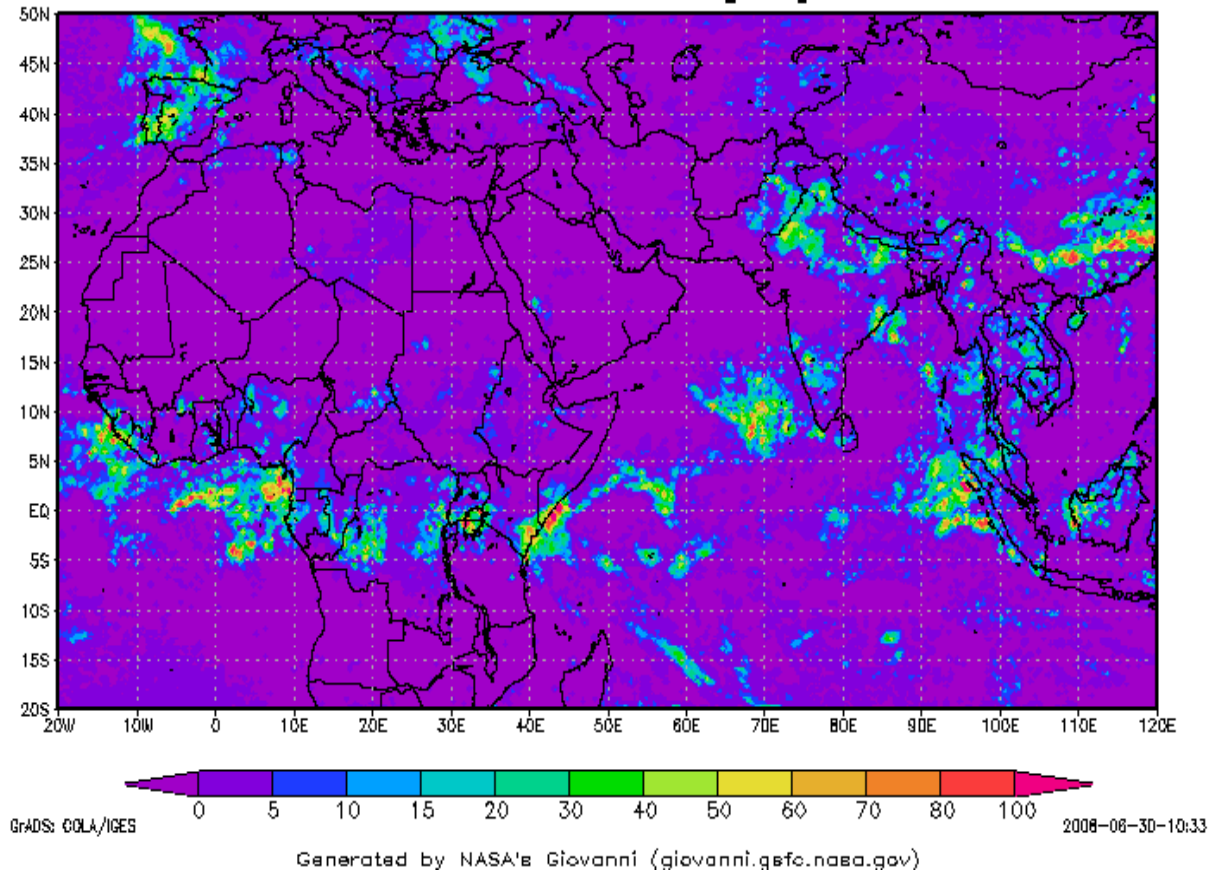 50N
45N
40N
35N
30N
25N
20N
15N
10N
5N
EQ
5S
10S
15S
20S
20W 10W 0 10E 20E 30E 40E 50E 60E 70E 80E 90E 100E 110E 120E
0 5 10 15 20 30 40 50 60 70 80 100
GrADS: COLA/IGES 2008-06-30-10:33
Generated by NASA's Giovanni (giovanni.gsfc.nasa.gov)